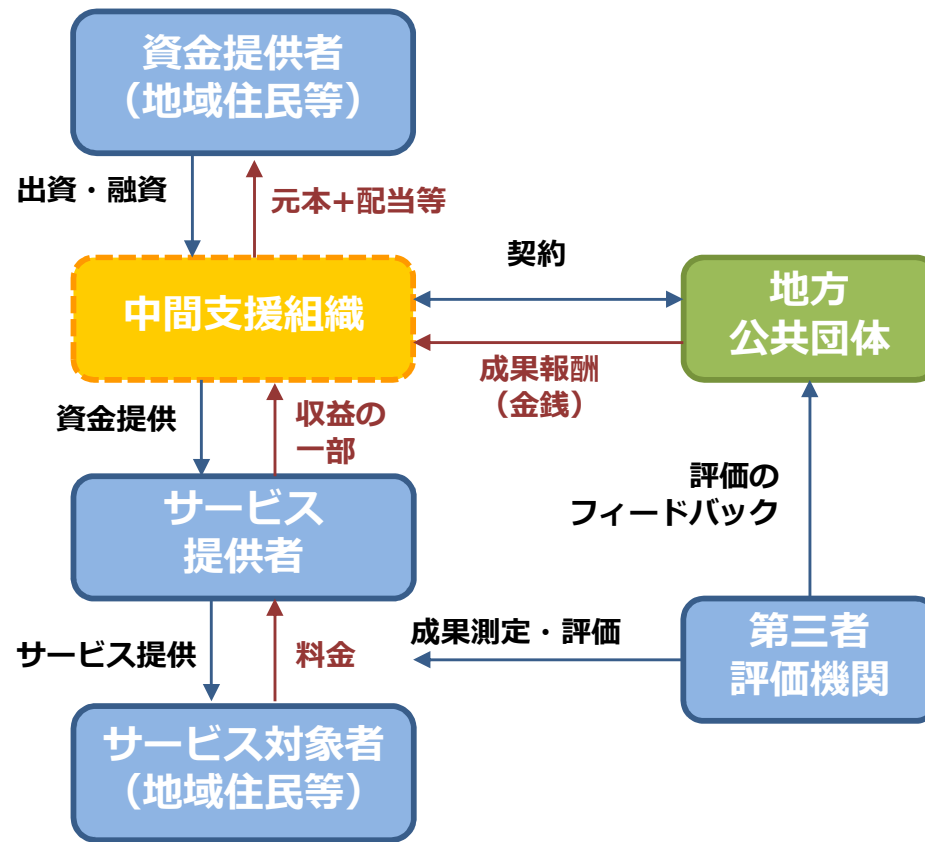 資金提供者
（地域住民等）
出資・融資
元本+配当等
契約
中間支援組織
地方
公共団体
成果報酬
（金銭）
資金提供
収益の
一部
評価の
フィードバック
サービス
提供者
成果測定・評価
第三者
評価機関
サービス提供
料金
サービス対象者
（地域住民等）